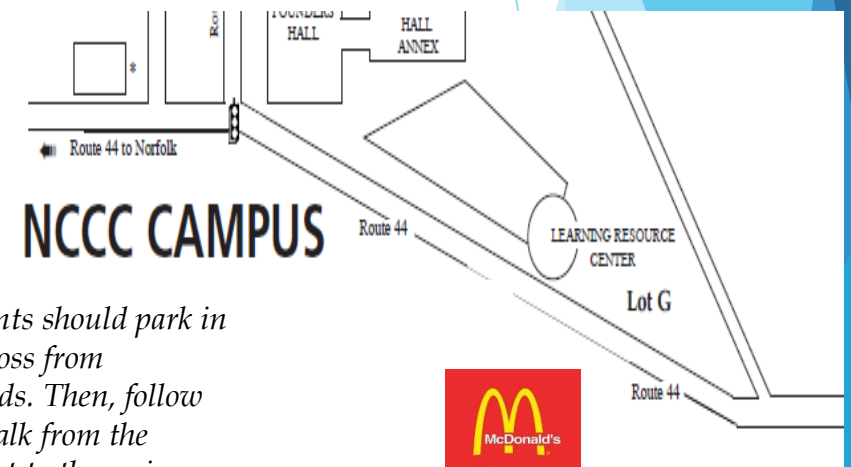 FOUNDERS
HALL
HALL
ANNEX
*
Route 44 to Norfolk
NCCC CAMPUS
Route 44
LEARNING RESOURCE
CENTER
Lot G
nts should park in
oss from
ds. Then, follow
alk from the
Route 44
McDonald's